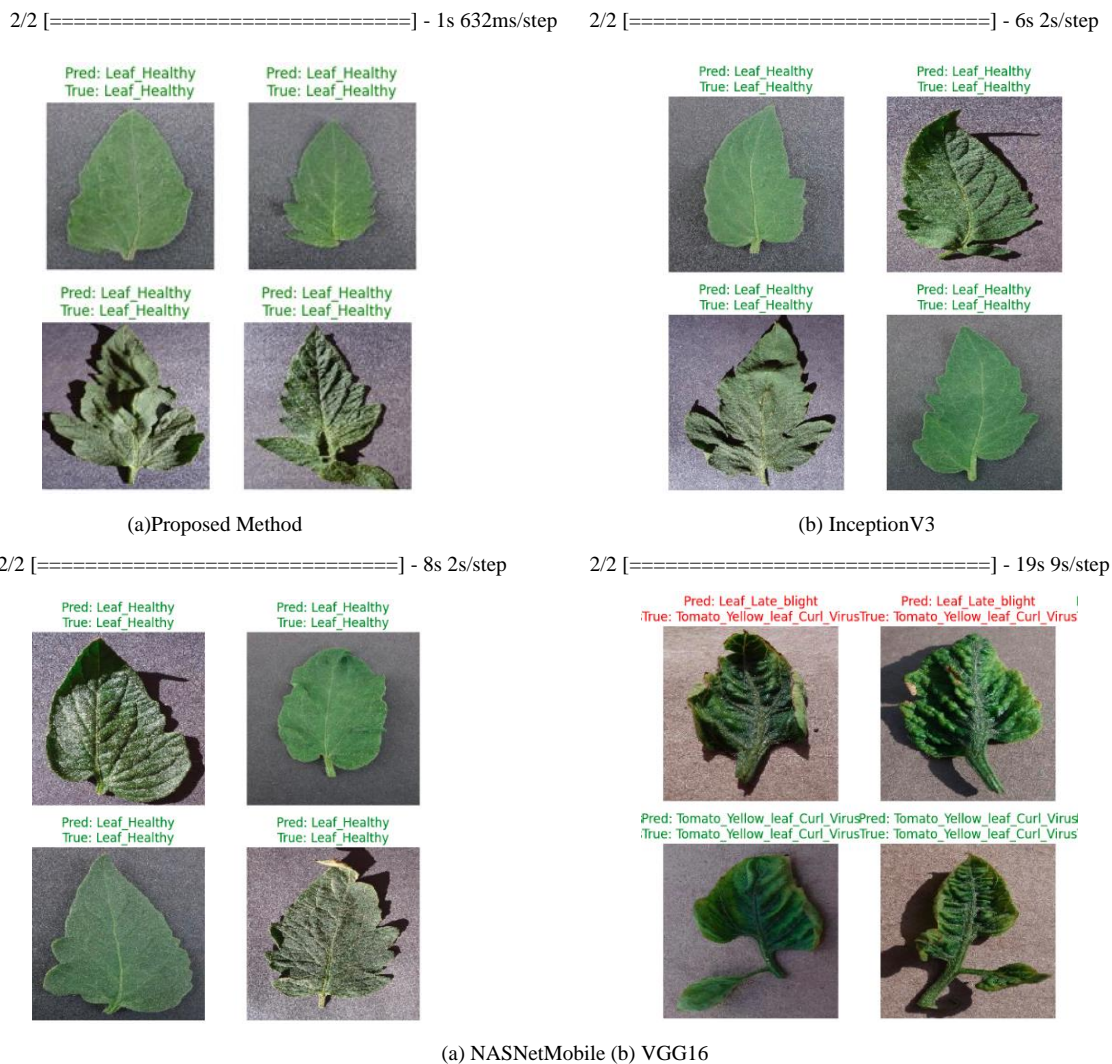 2/2 [==============================] - 1s 632ms/step
2/2 [==============================] - 6s 2s/step
Pred: Leaf_Healthy
True: Leaf_Healthy
Pred: Leaf_Healthy
True: Leaf_Healthy
Pred: Leaf_Healthy
True: Leaf_Healthy
Pred: Leaf_Healthy
True: Leaf_Healthy
Pred: Leaf_Healthy
True: Leaf_Healthy
Pred: Leaf_Healthy
True: Leaf_Healthy
Pred: Leaf_Healthy
True: Leaf_Healthy
Pred: Leaf_Healthy
True: Leaf_Healthy
(a)Proposed Method
(b) InceptionV3
2/2 [==============================] - 8s 2s/step
2/2 [==============================] - 19s 9s/step
Pred: Leaf_Healthy
True: Leaf_Healthy
Pred: Leaf_Healthy
True: Leaf_Healthy
Pred: Leaf_Healthy
True: Leaf_Healthy
Pred: Leaf_Healthy
True: Leaf_Healthy
Pred: Leaf_Late_blight
True: Tomato_Yellow_leaf_Curl_Virus
Pred: Leaf_Late_blight
True: Tomato_Yellow_leaf_Curl_Virus
Pred: Tomato_Yellow_leaf_Curl_Virus
True: Tomato_Yellow_leaf_Curl_Virus
Pred: Tomato_Yellow_leaf_Curl_Virus
True: Tomato_Yellow_leaf_Curl_Virus
(a) NASNetMobile (b) VGG16